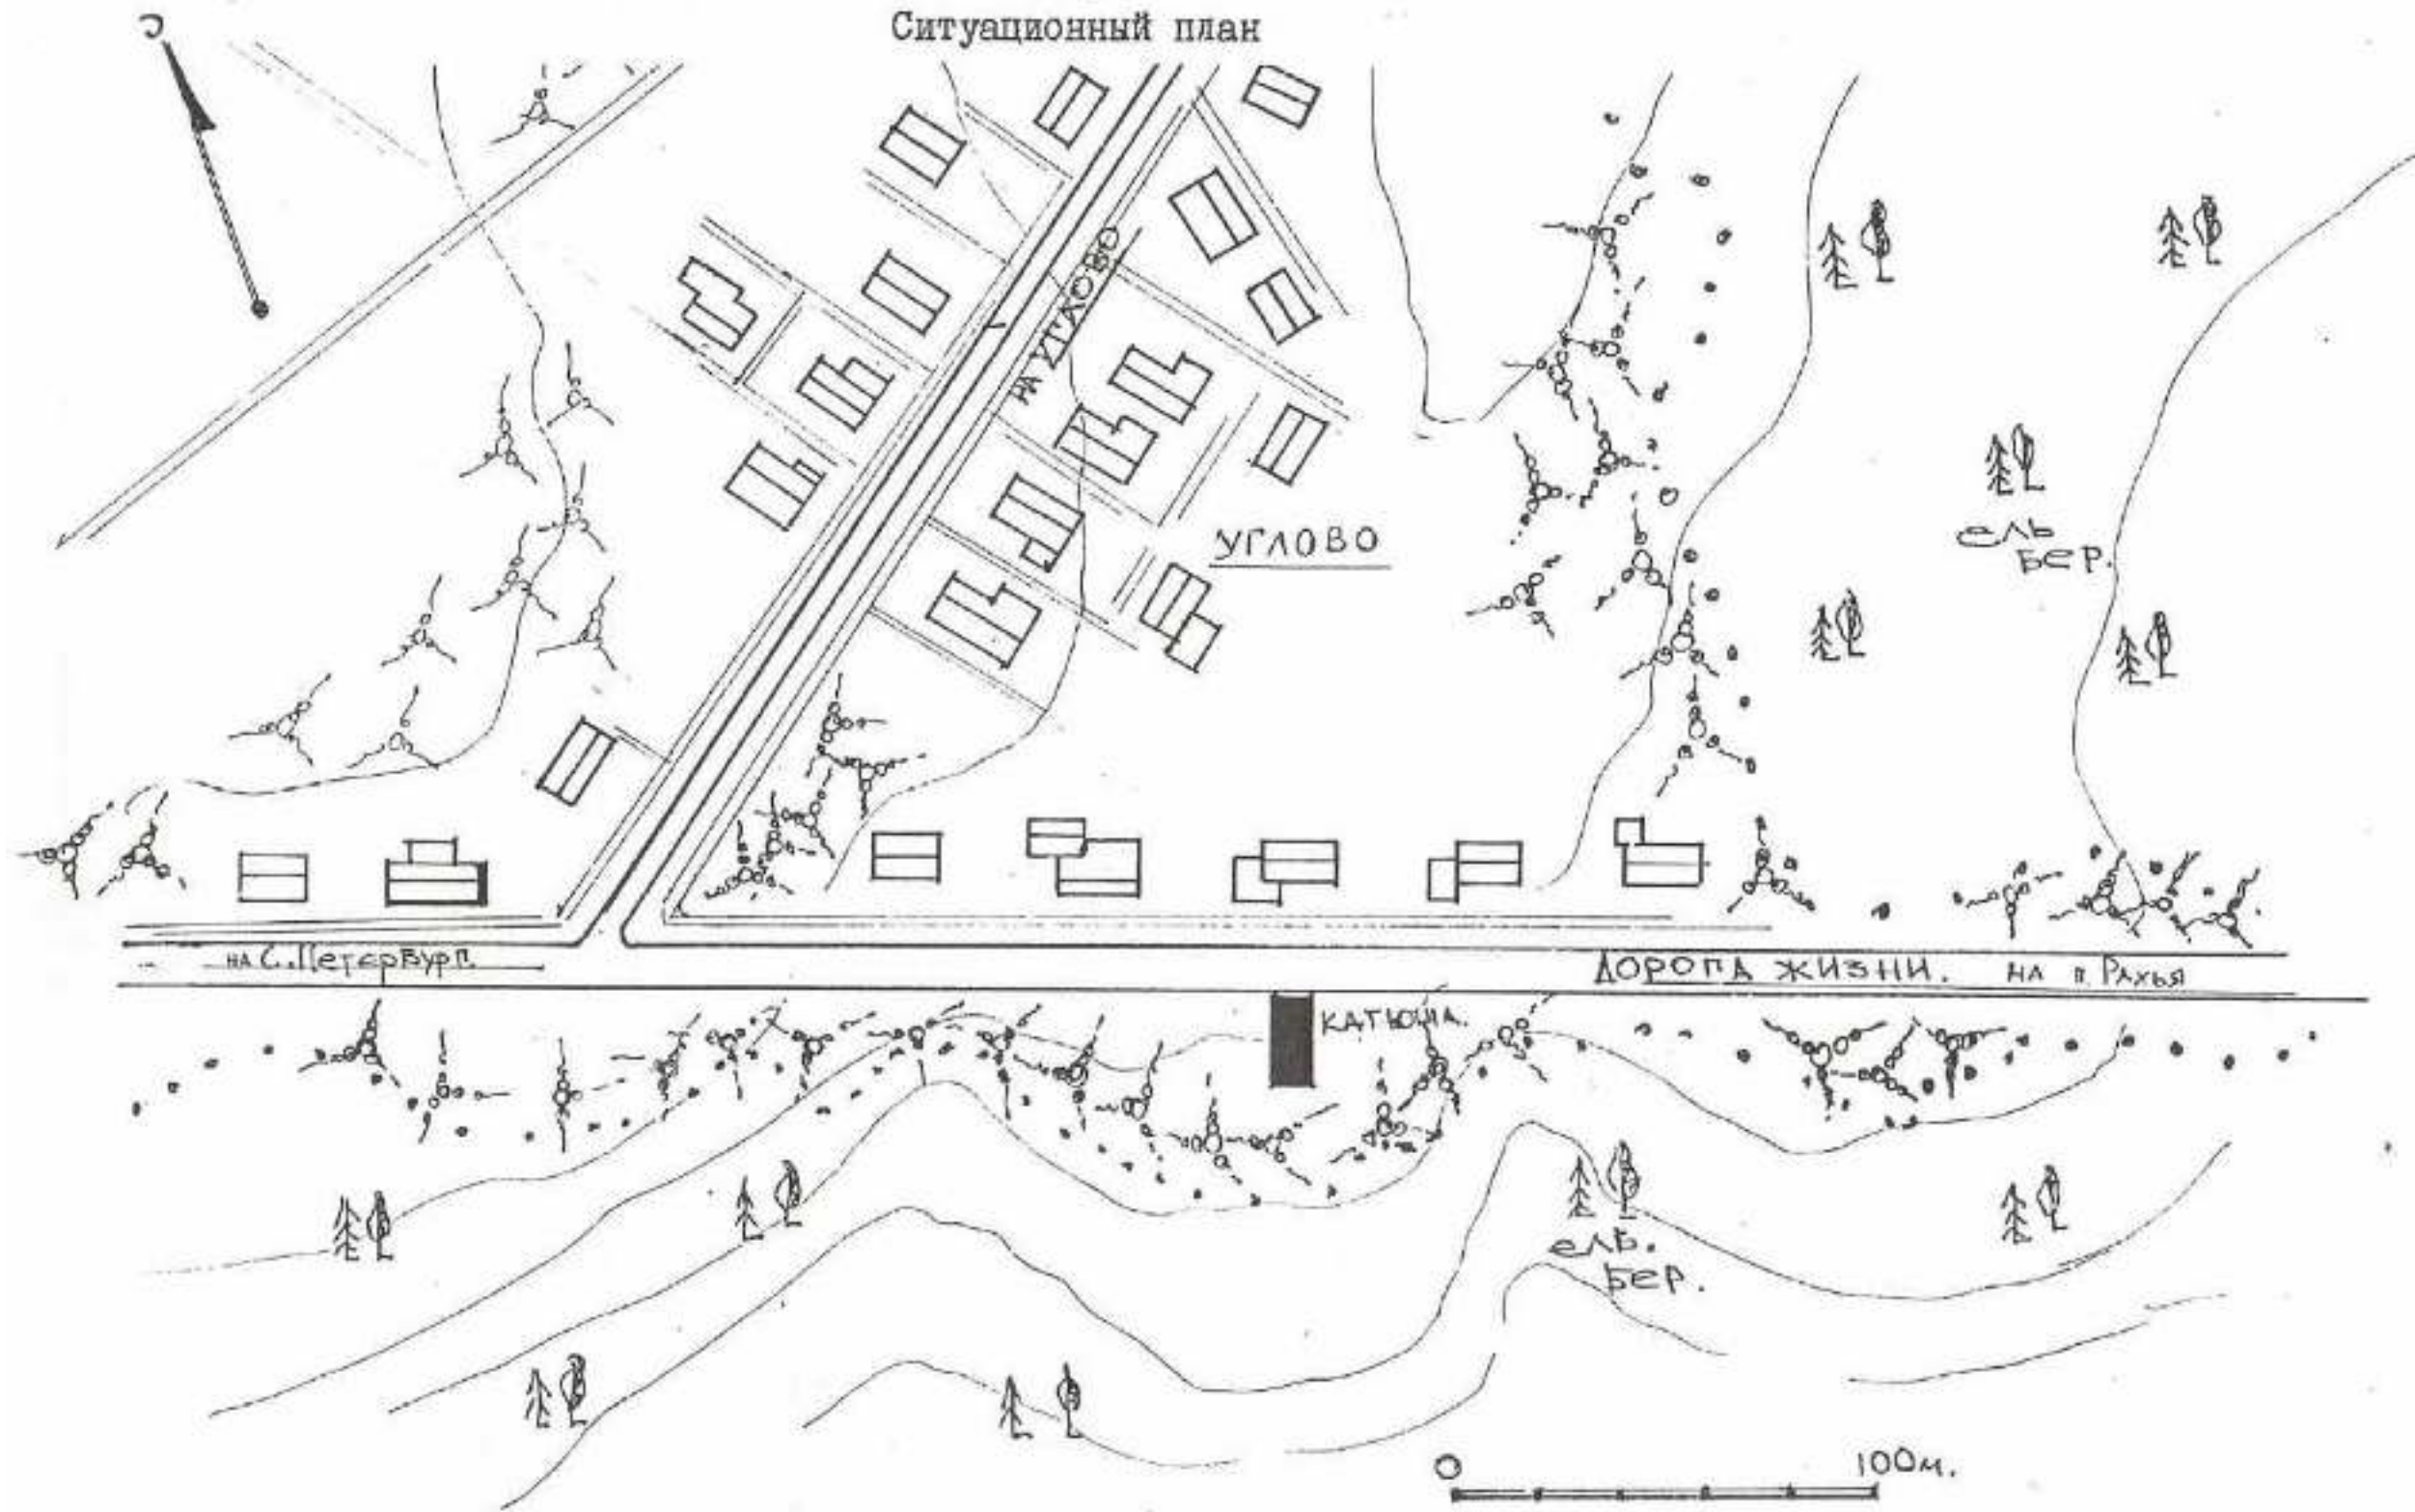 Ситуационный план
С
НА УГЛОВО
УГЛОВО
ель
БЕР.
НА С.ПЕТЕРБУРГ.
ДОРОГА ЖИЗНИ. НА П. РАХЬЯ
КАТЮША.
ель.
БЕР.
0 100м.